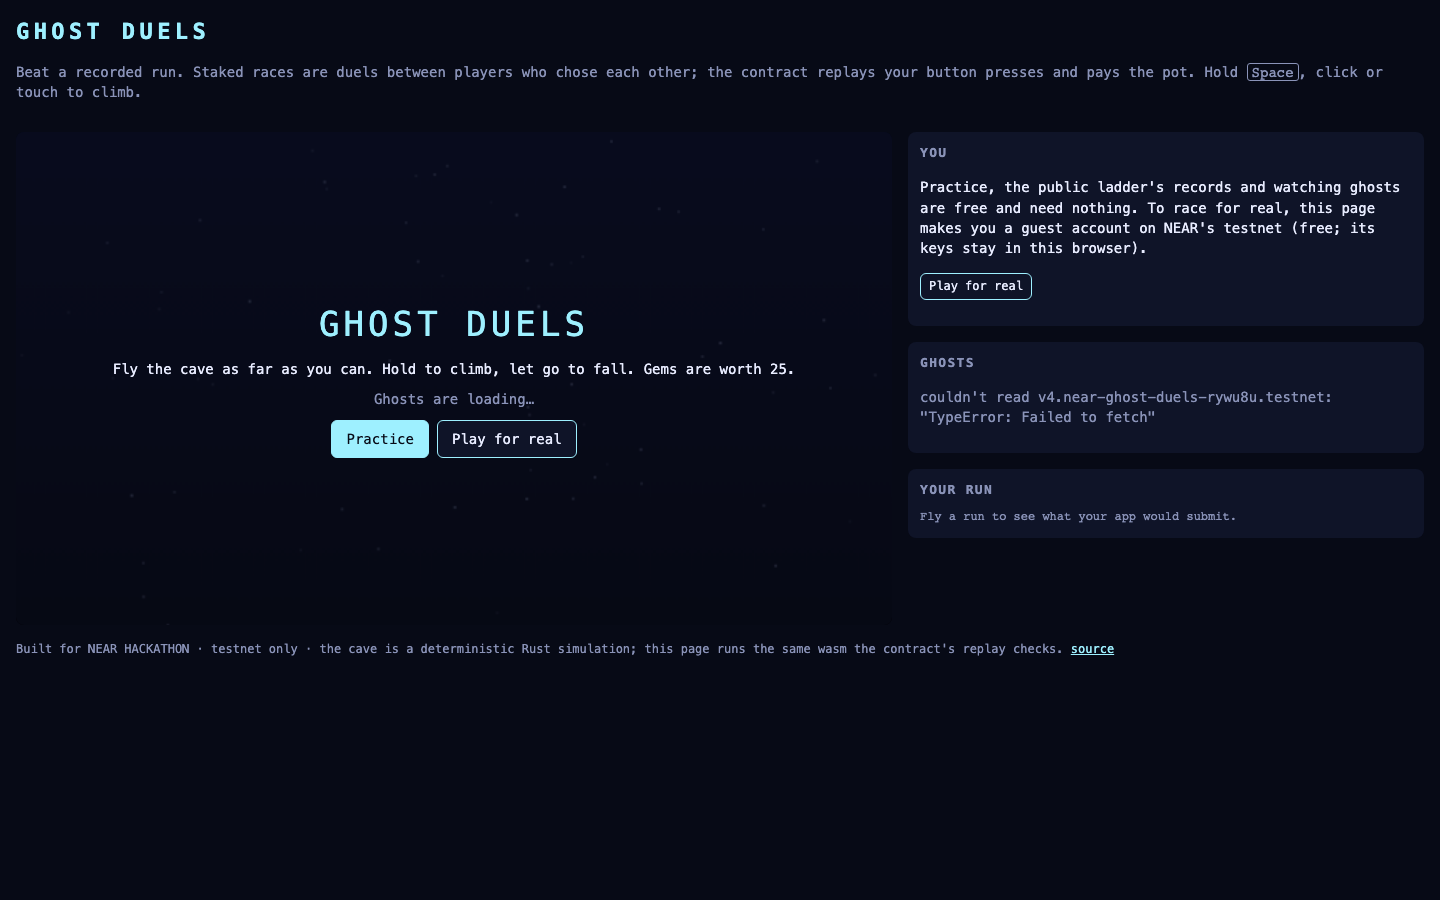 GHOST DUELS
Beat a recorded run. Staked races are duels between players who chose each other; the contract replays your button presses and pays the pot. Hold Space, click or
touch to climb.
GHOST DUELS
Fly the cave as far as you can. Hold to climb, let go to fall. Gems are worth 25.
Ghosts are loading…
Practice
Play for real
YOU
Practice, the public ladder's records and watching ghosts
are free and need nothing. To race for real, this page
makes you a guest account on NEAR's testnet (free; its
keys stay in this browser).
Play for real
GHOSTS
couldn't read v4.near-ghost-duels-rywu8u.testnet:
"TypeError: Failed to fetch"
YOUR RUN
Fly a run to see what your app would submit.
Built for NEAR HACKATHON · testnet only · the cave is a deterministic Rust simulation; this page runs the same wasm the contract's replay checks. source